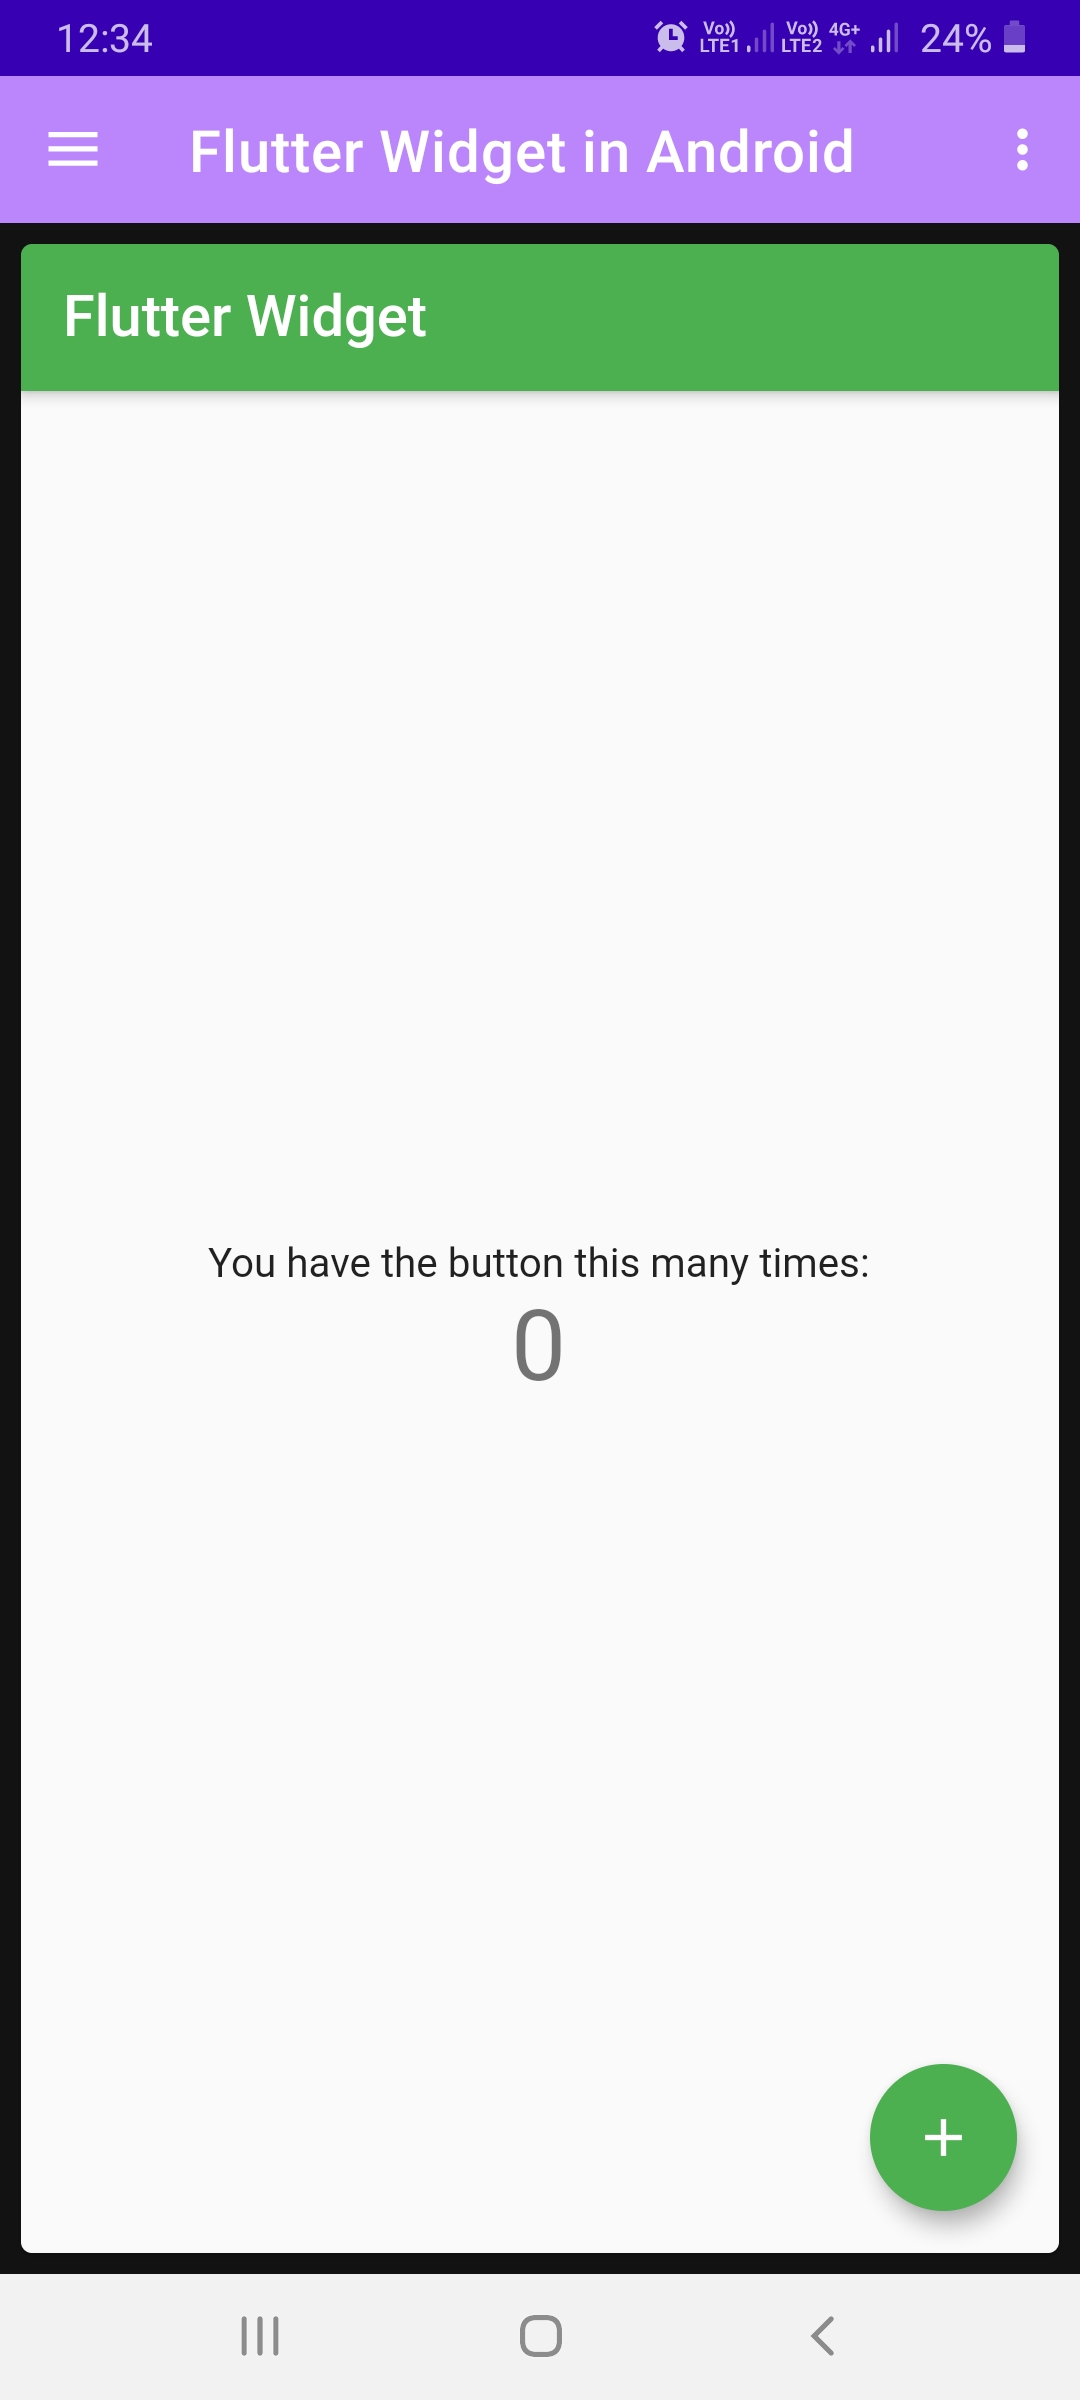 12:34 Vo)) LTE1 Vo)) LTE2 4G+ 24%
Flutter Widget in Android
Flutter Widget
You have the button this many times:
0